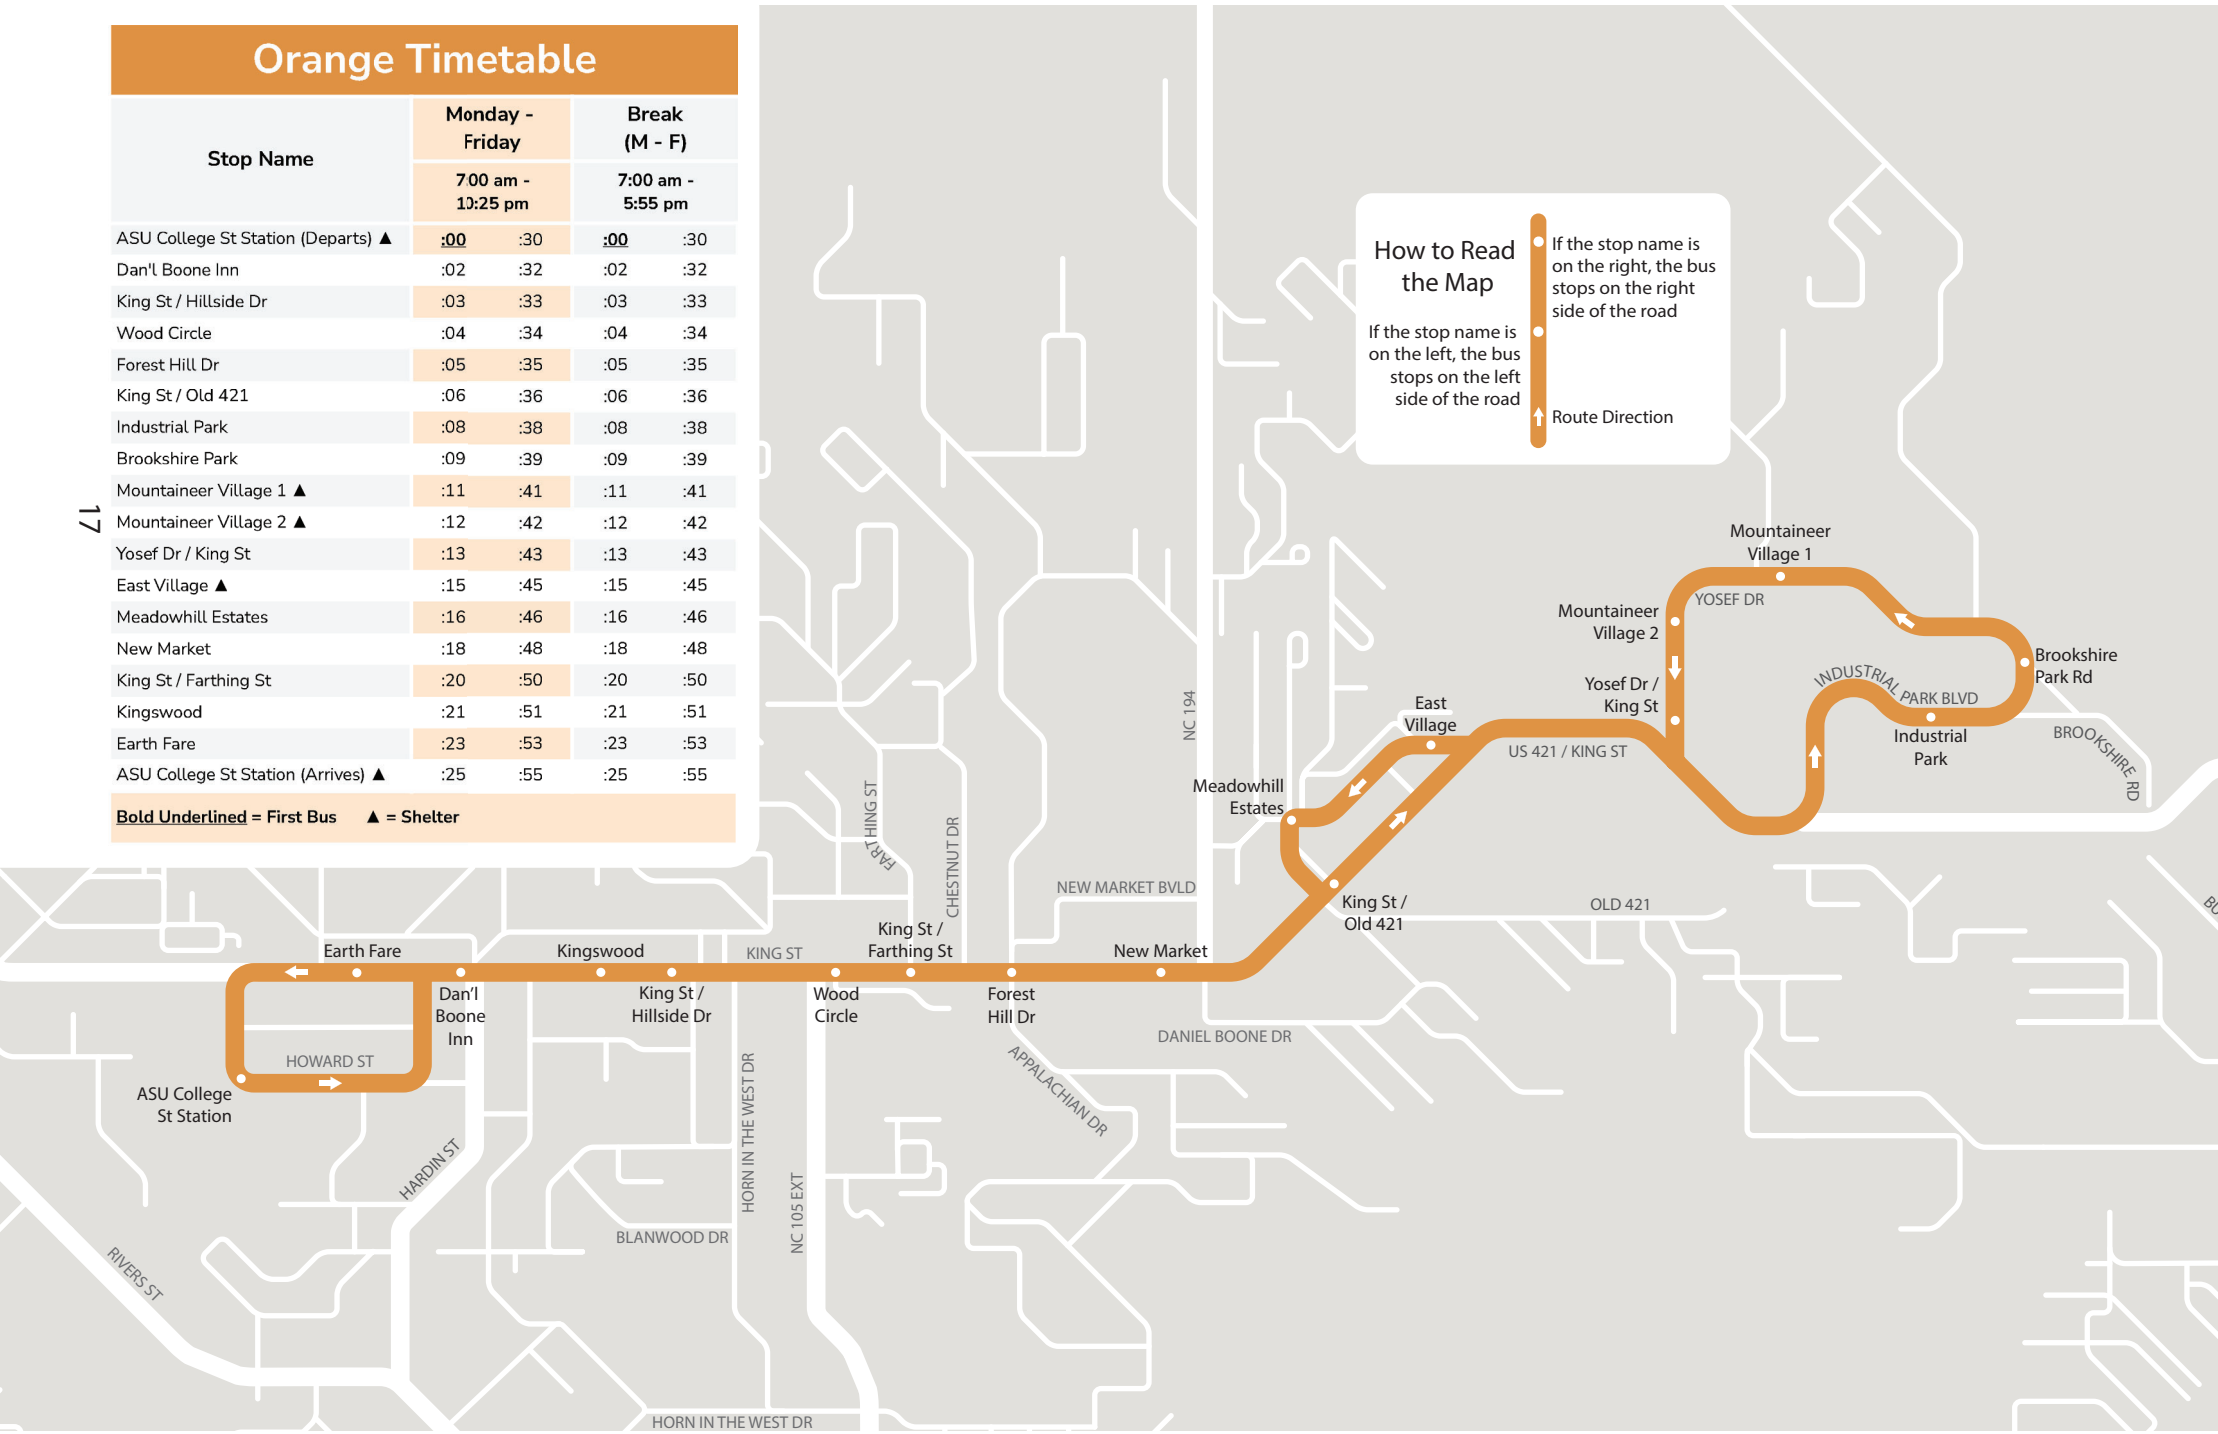 Orange Timetable
Stop Name
Monday -
Friday
Break
(M - F)
7:00 am -
10:25 pm
7:00 am -
5:55 pm
ASU College St Station (Departs) ▲ :00 :30 :00 :30
Dan'l Boone Inn :02 :32 :02 :32
King St / Hillside Dr :03 :33 :03 :33
Wood Circle :04 :34 :04 :34
Forest Hill Dr :05 :35 :05 :35
King St / Old 421 :06 :36 :06 :36
Industrial Park :08 :38 :08 :38
Brookshire Park :09 :39 :09 :39
Mountaineer Village 1 ▲ :11 :41 :11 :41
Mountaineer Village 2 ▲ :12 :42 :12 :42
Yosef Dr / King St :13 :43 :13 :43
East Village ▲ :15 :45 :15 :45
Meadowhill Estates :16 :46 :16 :46
New Market :18 :48 :18 :48
King St / Farthing St :20 :50 :20 :50
Kingswood :21 :51 :21 :51
Earth Fare :23 :53 :23 :53
ASU College St Station (Arrives) ▲ :25 :55 :25 :55
Bold Underlined = First Bus ▲ = Shelter
17
How to Read
the Map
If the stop name is
on the right, the bus
stops on the right
side of the road
If the stop name is
on the left, the bus
stops on the left
side of the road
Route Direction
Mountaineer
Village 1
YOSEF DR
Mountaineer
Village 2
Yosef Dr /
King St
Brookshire
Park Rd
INDUSTRIAL PARK BLVD
Industrial
Park
BROOKSHIRE RD
NC 194
East
Village
US 421 / KING ST
Meadowhill
Estates
FARTHING ST
CHESTNUT DR
NEW MARKET BVLD
King St /
Old 421
OLD 421
Earth Fare
Kingswood
KING ST
King St /
Farthing St
New Market
Dan'l
Boone
Inn
King St /
Hillside Dr
Wood
Circle
Forest
Hill Dr
DANIEL BOONE DR
HOWARD ST
ASU College
St Station
HARDIN ST
HORN IN THE WEST DR
APPALACHIAN DR
NC 105 EXT
BLANWOOD DR
RIVERS ST
HORN IN THE WEST DR